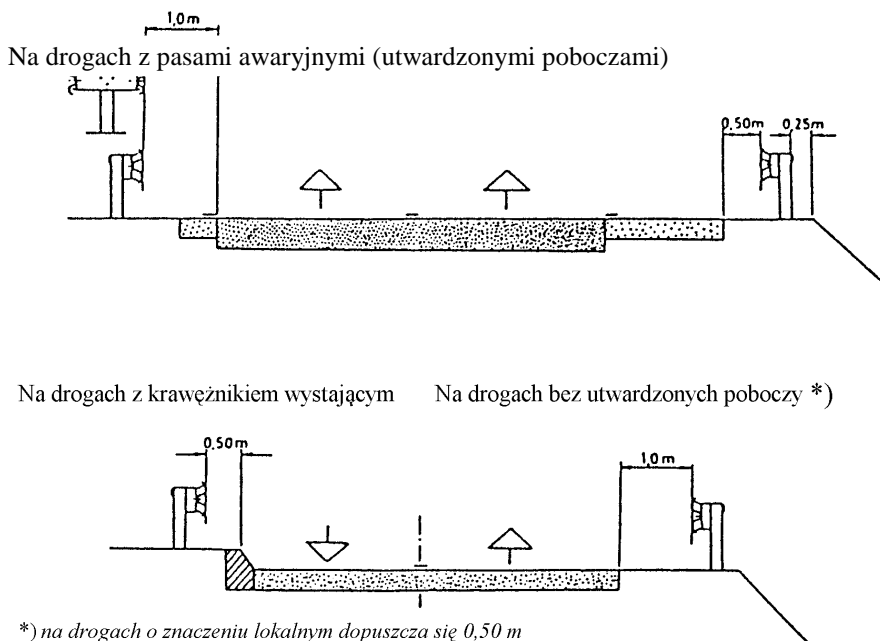 1,0m
Na drogach z pasami awaryjnymi (utwardzonymi poboczami)
0,50m 0,25m
Na drogach z krawężnikiem wystającym Na drogach bez utwardzonych poboczy *)
0,50m
1,0m
*) na drogach o znaczeniu lokalnym dopuszcza się 0,50 m